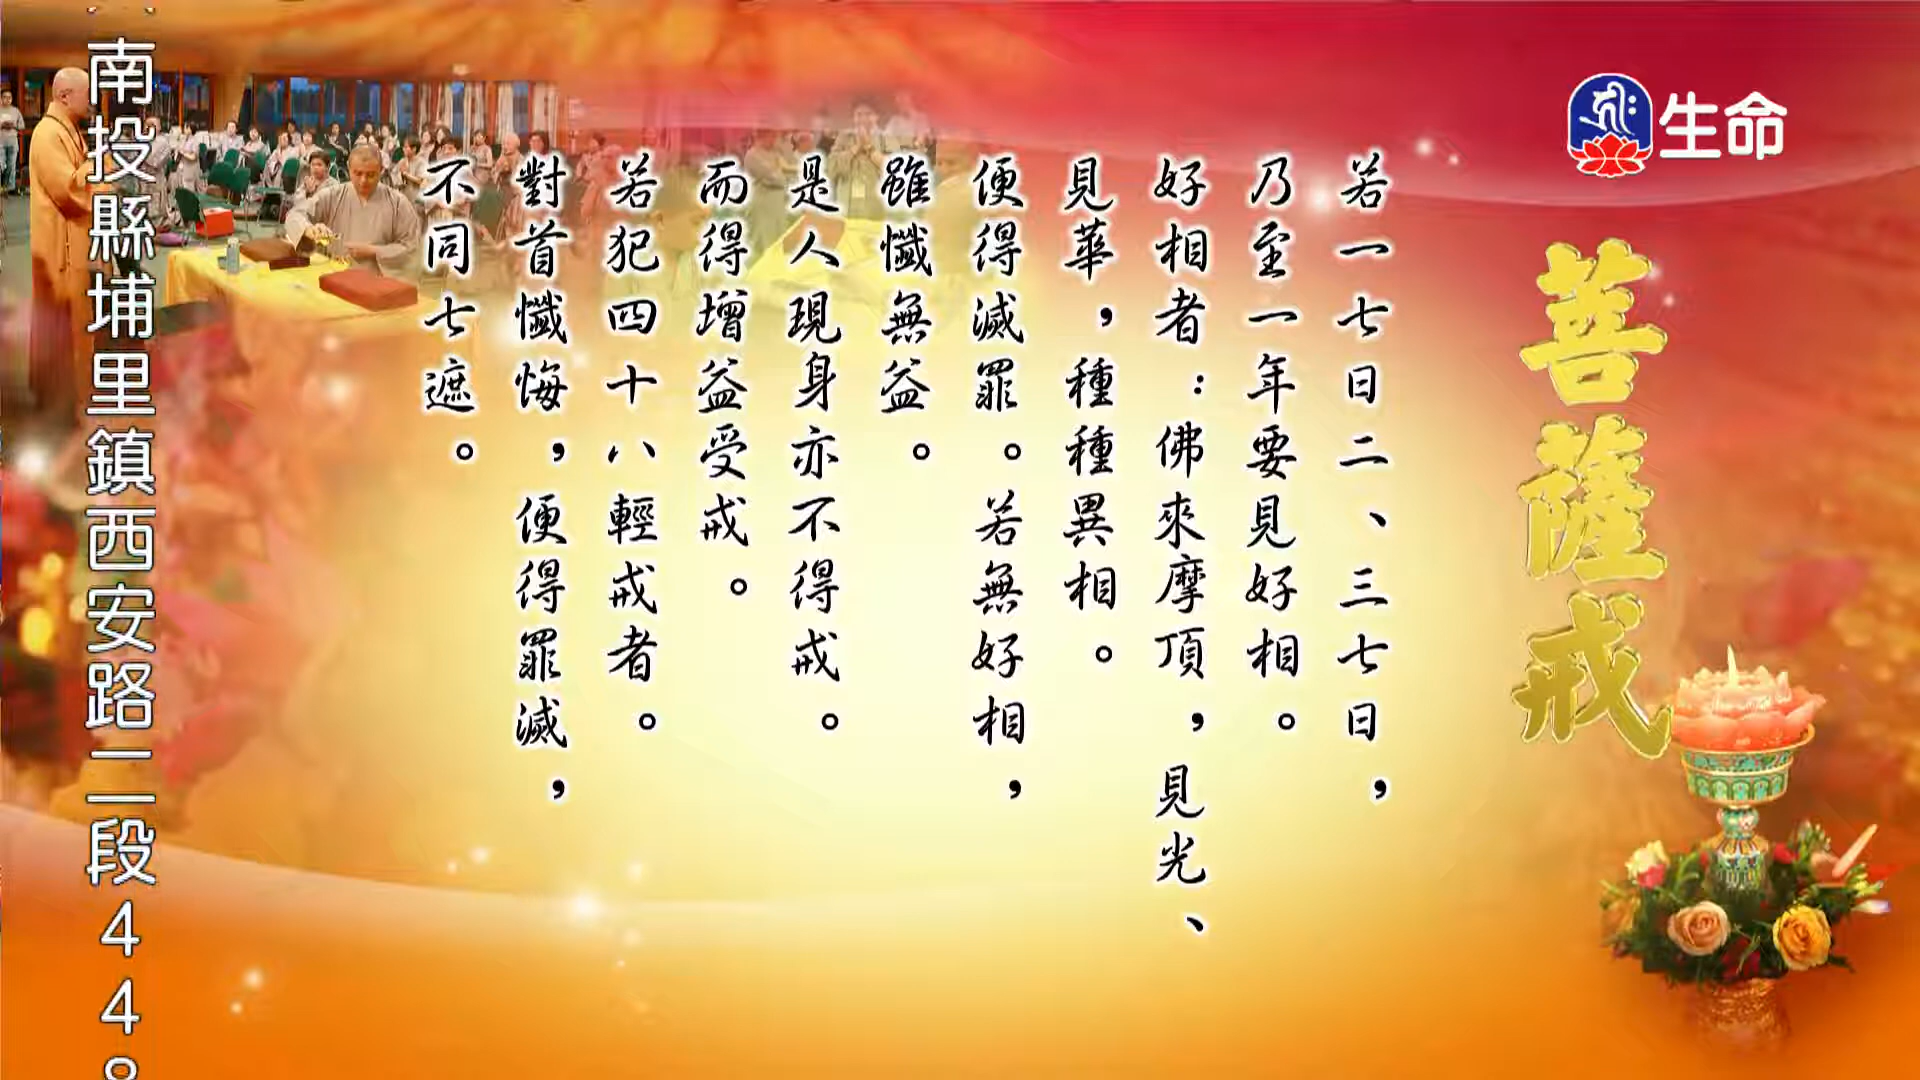 生命
菩薩戒
若一七日二、三七日，
乃至一年要見好相。
好相者：佛來摩頂，見光、
見華，種種異相。
便得滅罪。若無好相，
雖懺無益。
是人現身亦不得戒。
而得增益受戒。
若犯四十八輕戒者。
對首懺悔，便得罪滅，
不同七遮。
南投縣埔里鎮西安路二段44